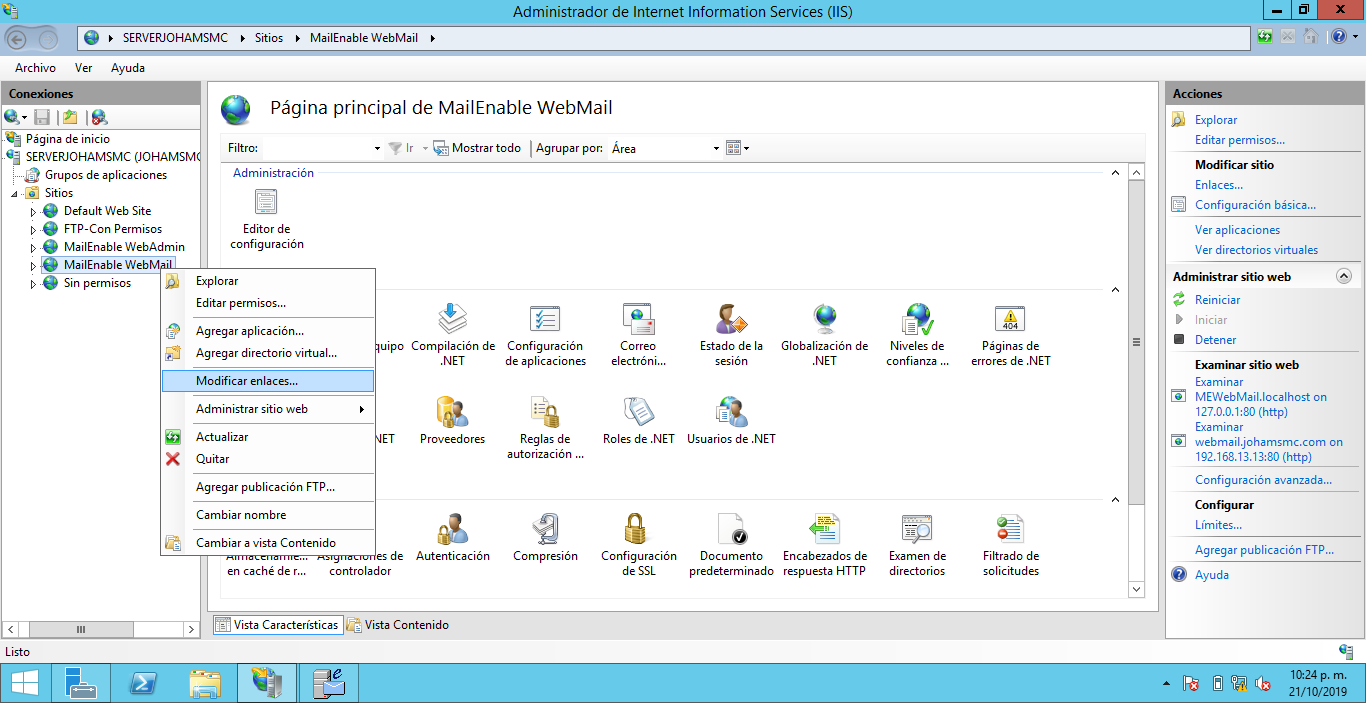 Administrador de Internet Information Services (IIS)
SERVERJOHAMSMC
Sitios
MailEnable WebMail
Archivo
Ver
Ayuda
Conexiones
Página de inicio
SERVERJOHAMSMC (JOHAMSMC
Grupos de aplicaciones
Sitios
Default Web Site
FTP-Con Permisos
MailEnable WebAdmin
MailEnable WebMail
Sin permisos
Explorar
Editar permisos...
Agregar aplicación...
Agregar directorio virtual...
Modificar enlaces...
Administrar sitio web
Actualizar
Quitar
Agregar publicación FTP...
Cambiar nombre
Cambiar a vista Contenido
Página principal de MailEnable WebMail
Filtro:
Ir
Mostrar todo
Agrupar por:
Área
Administración
Editor de
configuración
equipo
Compilación de
.NET
Configuración
de aplicaciones
Correo
electróni...
Estado de la
sesión
Globalización de
.NET
Niveles de
confianza ...
Páginas de
errores de .NET
404
.NET
Proveedores
Reglas de
autorización ...
Roles de .NET
Usuarios de .NET
Almacenamie...
en caché de r...
Asignaciones de
controlador
Autenticación
Compresión
Configuración
de SSL
Documento
predeterminado
Encabezados de
respuesta HTTP
Examen de
directorios
Filtrado de
solicitudes
Vista Características
Vista Contenido
Acciones
Explorar
Editar permisos...
Modificar sitio
Enlaces...
Configuración básica...
Ver aplicaciones
Ver directorios virtuales
Administrar sitio web
Reiniciar
Iniciar
Detener
Examinar sitio web
Examinar
MEWebMail.localhost on
127.0.0.1:80 (http)
Examinar
webmail.johamsmc.com on
192.168.13.13:80 (http)
Configuración avanzada...
Configurar
Límites...
Agregar publicación FTP...
Ayuda
Listo
10:24 p. m.
21/10/2019